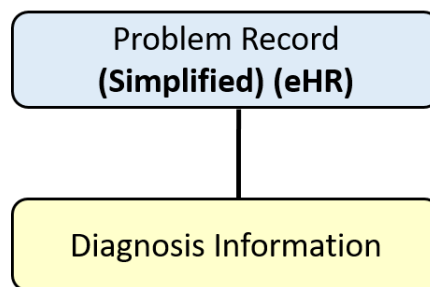 Problem Record
(Simplified) (eHR)
Diagnosis Information